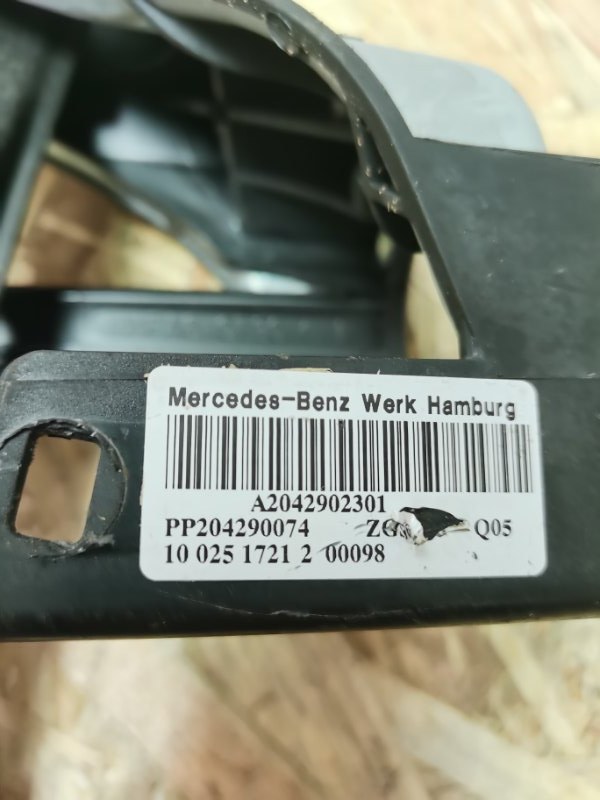 Mercedes-Benz Werk Hamburg
A2042902301
PP204290074 Q05
10 025 1721 2 00098